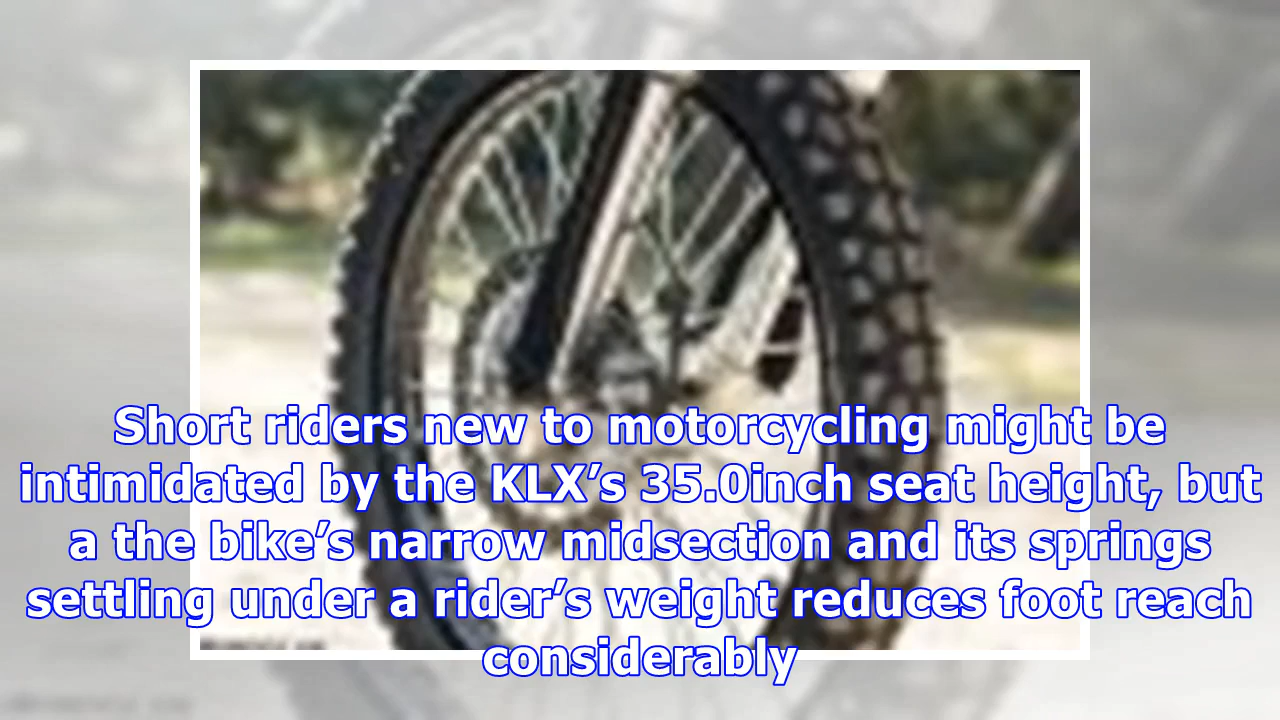 Short riders new to motorcycling might be
intimidated by the KLX’s 35.0inch seat height, but
a the bike’s narrow midsection and its springs
settling under a rider’s weight reduces foot reach
considerably